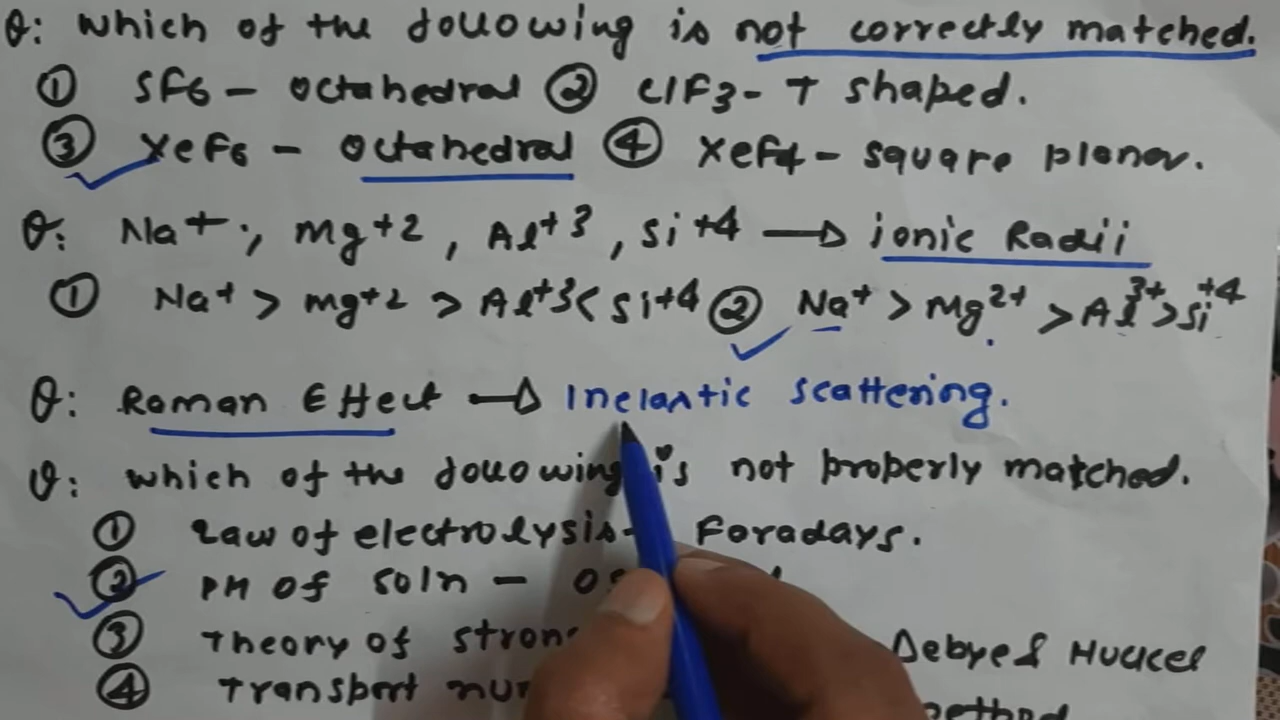 Q: which of the following is not correctly matched.
① SF6 - octahedral ② ClF3 - T shaped.
③ XeF6 - octahedral ④ XeF4 - square planar.
Q: Na+, Mg+2, Al+3, Si+4 → ionic Radii
① Na+ > Mg+2 > Al+3 < Si+4 ② Na+ > Mg2+ > Al3+ > Si+4
Q: Raman Effect → Inelastic scattering.
Q: which of the following is not properly matched.
① Law of electrolysis - Faradays.
② PH of soln -
③ Theory of Debye & Huckel
④ Transport